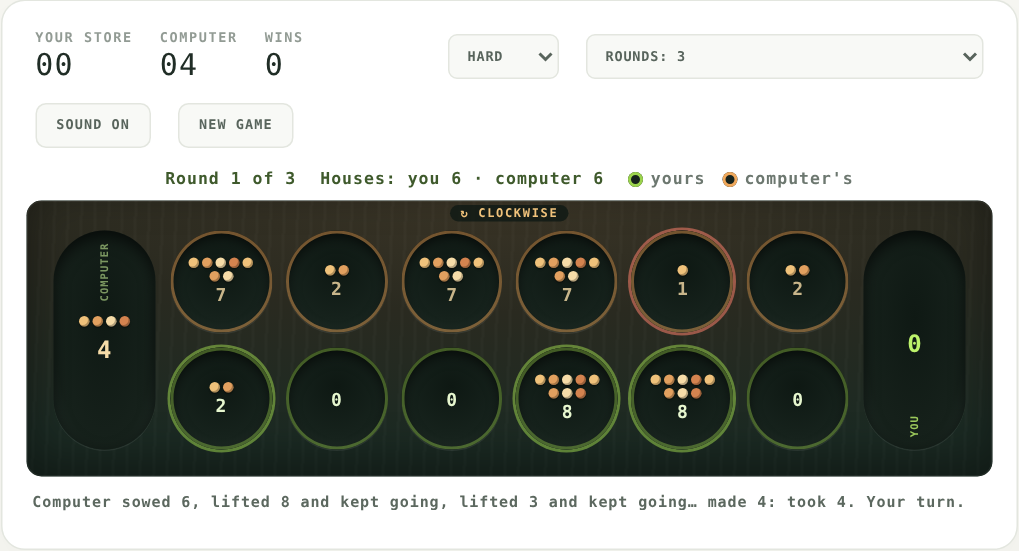 YOUR STORE COMPUTER WINS
00 04 0
HARD ROUNDS: 3
SOUND ON NEW GAME
Round 1 of 3 Houses: you 6 · computer 6 yours computer's
↻ CLOCKWISE
COMPUTER
4
7 2 7 7 1 2
2 0 0 8 8 0
0
YOU
Computer sowed 6, lifted 8 and kept going, lifted 3 and kept going… made 4: took 4. Your turn.